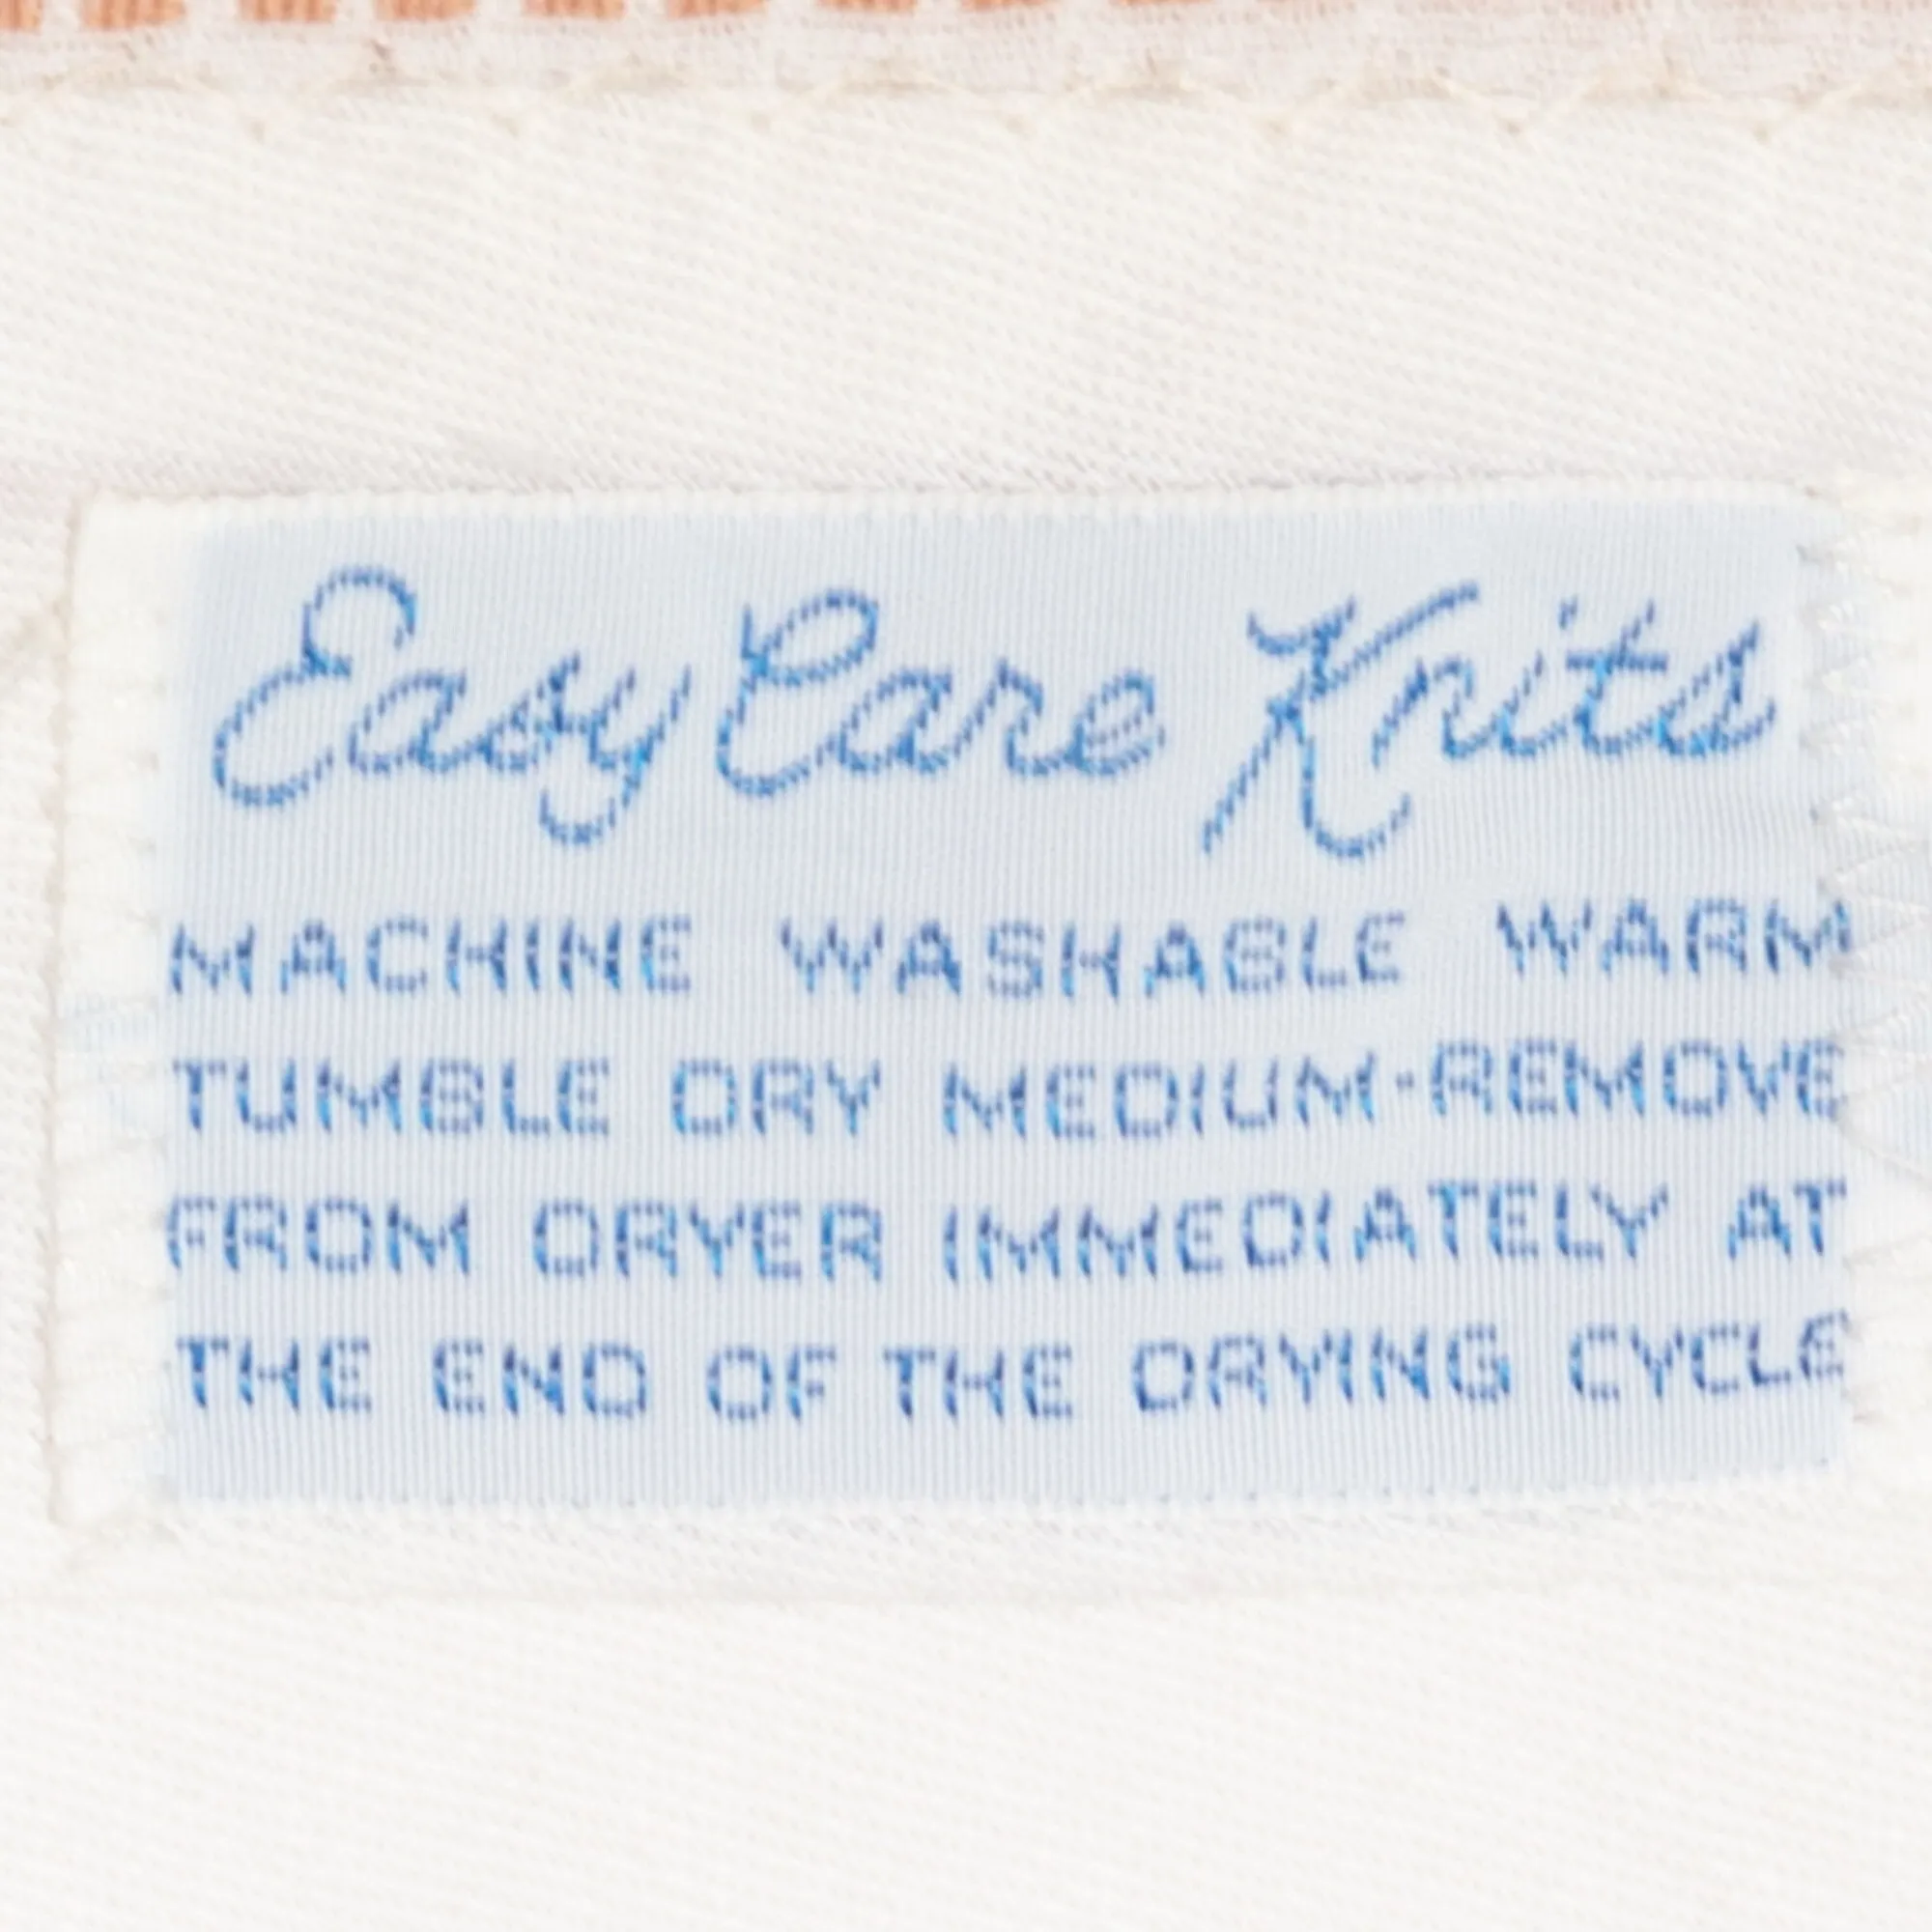 Easy Care Knits
MACHINE WASHABLE WARM
TUMBLE DRY MEDIUM-REMOVE
FROM DRYER IMMEDIATELY AT
THE END OF THE DRYING CYCLE